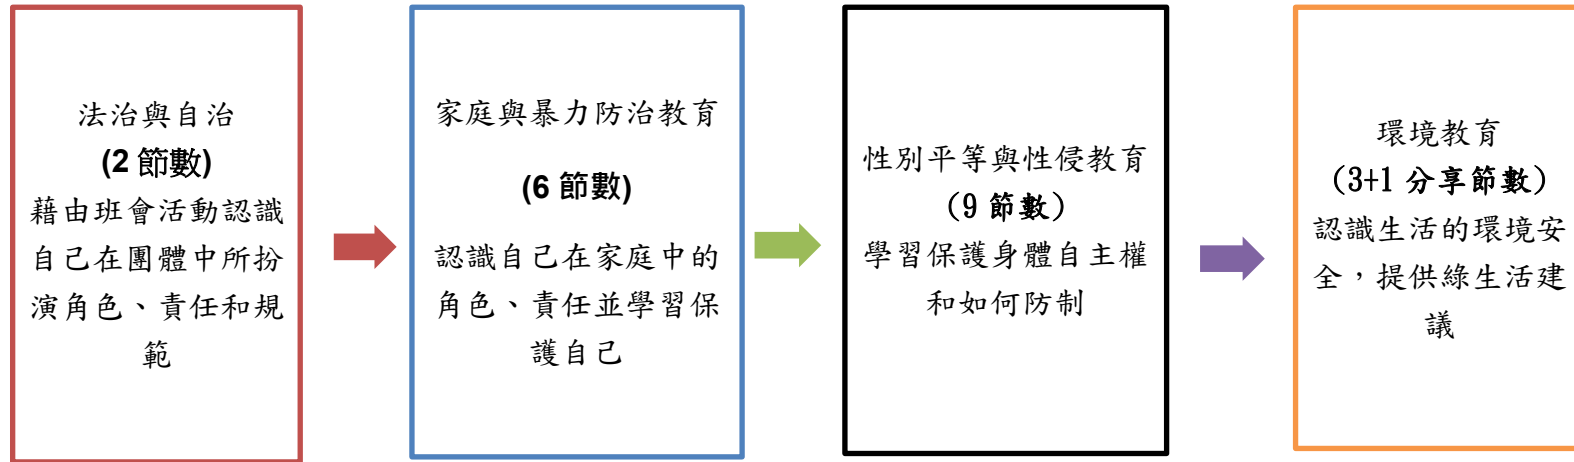 法治與自治
(2 節數)
藉由班會活動認識
自己在團體中所扮
演角色、責任和規
範
家庭與暴力防治教育
(6 節數)
認識自己在家庭中的
角色、責任並學習保
護自己
性別平等與性侵教育
(9 節數)
學習保護身體自主權
和如何防制
環境教育
(3+1 分享節數)
認識生活的環境安
全，提供綠生活建
議